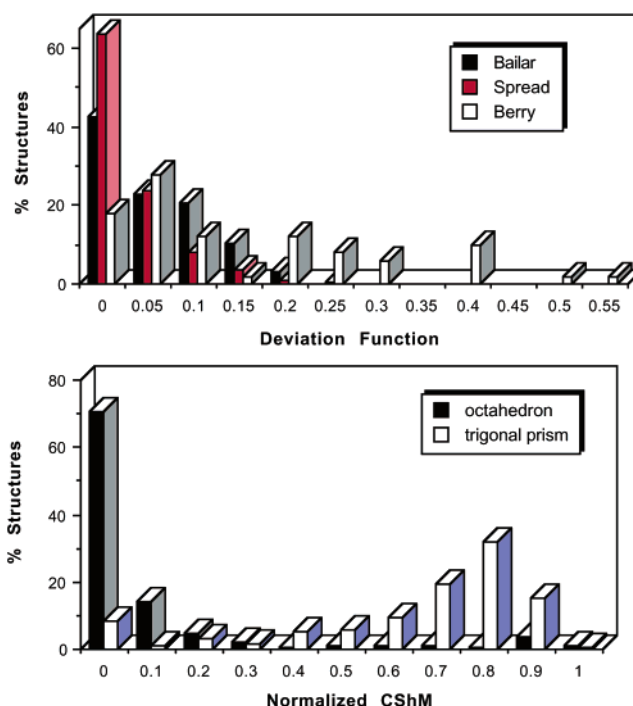 60
40
20
0
% Structures
Bailar
Spread
Berry
0 0.05 0.1 0.15 0.2 0.25 0.3 0.35 0.4 0.45 0.5 0.55
Deviation Function
80
60
40
20
0
% Structures
octahedron
trigonal prism
0 0.1 0.2 0.3 0.4 0.5 0.6 0.7 0.8 0.9 1
Normalized CShM